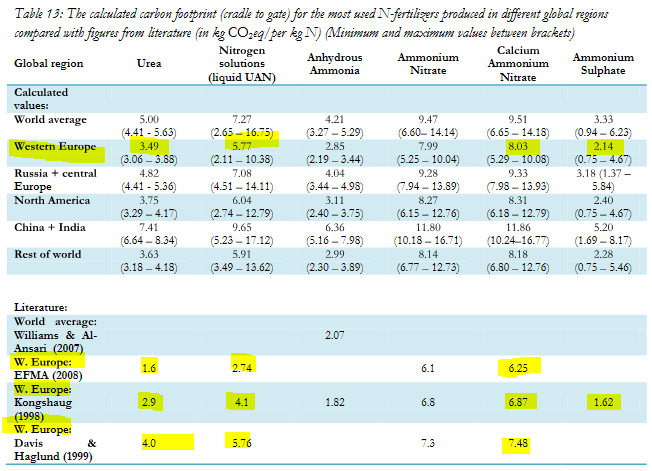 Table 13: The calculated carbon footprint (cradle to gate) for the most used N-fertilizers produced in different global regions
compared with figures from literature (in kg CO₂eq/per kg N) (Minimum and maximum values between brackets)
Global region Urea Nitrogen solutions (liquid UAN) Anhydrous Ammonia Ammonium Nitrate Calcium Ammonium Nitrate Ammonium Sulphate
Calculated
values:
World average 5.00 7.27 4.21 9.47 9.51 3.33
(4.41 - 5.63) (2.65 – 16.75) (3.27 – 5.29) (6.60– 14.14) (6.65 – 14.18) (0.94 – 6.23)
Western Europe 3.49 5.77 2.85 7.99 8.03 2.14
(3.06 – 3.88) (2.11 – 10.38) (2.19 – 3.44) (5.25 – 10.04) (5.29 – 10.08) (0.75 – 4.67)
Russia + central 4.82 7.08 4.04 9.28 9.33 3.18 (1.37 –
Europe (4.41 - 5.36) (4.51 – 14.11) (3.44 – 4.98) (7.94 – 13.89) (7.98 – 13.93) 5.84)
North America 3.75 6.04 3.11 8.27 8.31 2.40
(3.29 – 4.17) (2.74 – 12.79) (2.40 – 3.75) (6.15 – 12.76) (6.18 – 12.79) (0.75 – 4.67)
China + India 7.41 9.65 6.36 11.80 11.86 5.20
(6.64 – 8.34) (5.23 – 17.12) (5.16 – 7.98) (10.18 – 16.71) (10.24–16.77) (1.69 – 8.17)
Rest of world 3.63 5.91 2.99 8.14 8.18 2.28
(3.18 – 4.18) (3.49 – 13.62) (2.30 – 3.89) (6.77 – 12.73) (6.80 – 12.76) (0.75 – 5.46)
Literature:
World average:
Williams & Al- 2.07
Ansari (2007)
W. Europe: 1.6 2.74 6.1 6.25
EFMA (2008)
W. Europe:
Kongshaug 2.9 4.1 1.82 6.8 6.87 1.62
(1998)
W. Europe:
Davis & 4.0 5.76 7.3 7.48
Haglund (1999)